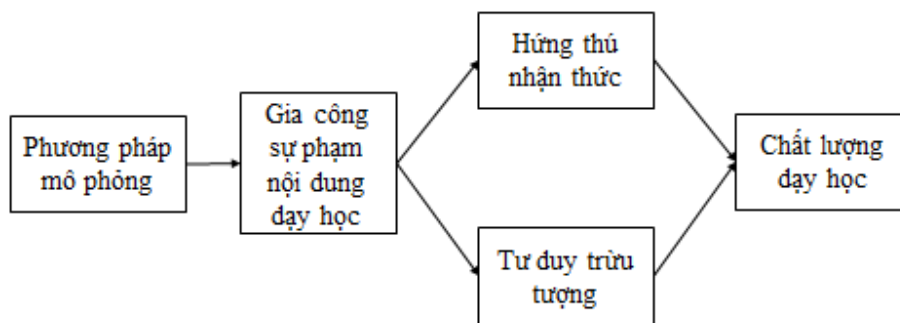 Phương pháp
mô phỏng
Gia công
sự phạm
nội dung
dạy học
Hứng thú
nhận thức
Tư duy trừu
tượng
Chất lượng
dạy học